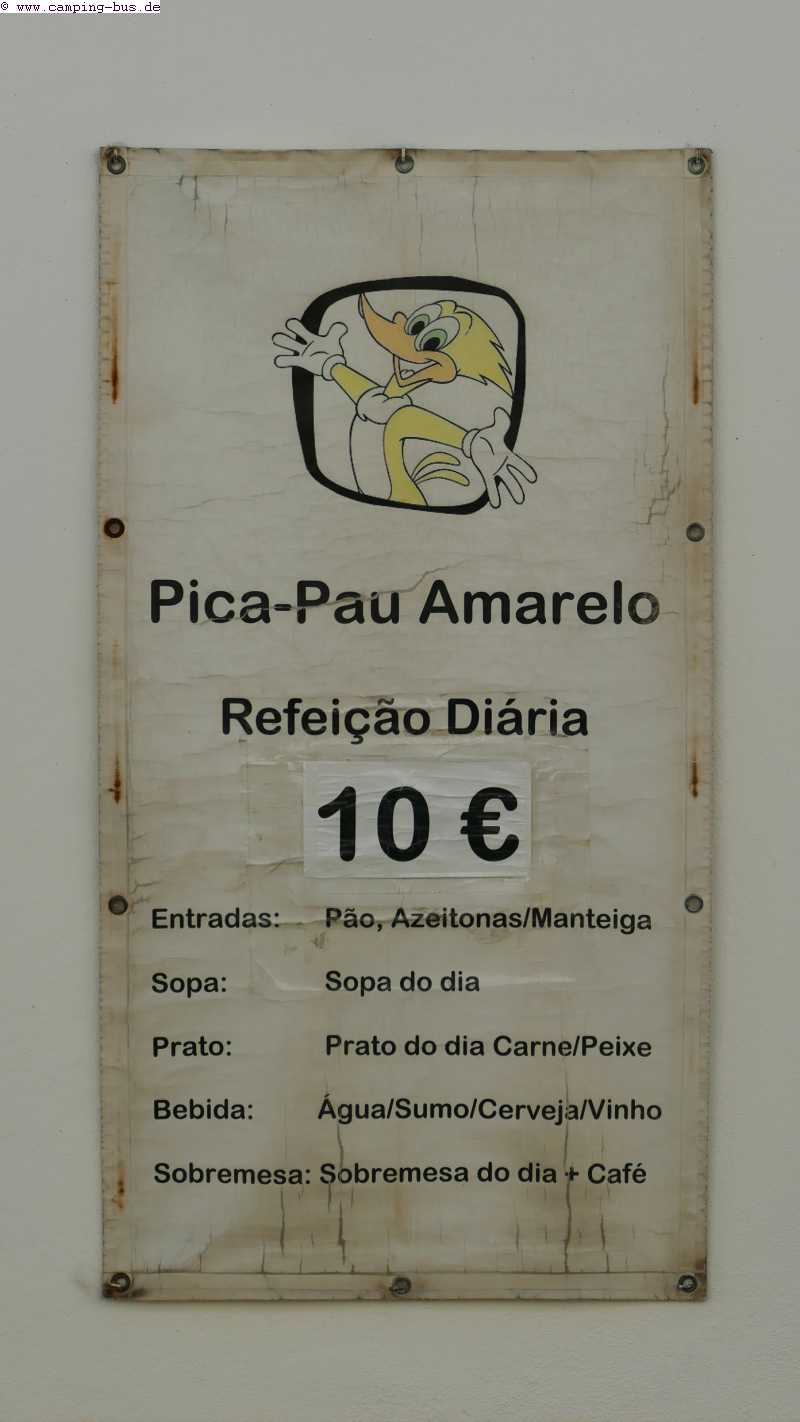 © www.camping-bus.de
Pica-Pau Amarelo
Refeição Diária
10 €
Entradas: Pão, Azeitonas/Manteiga
Sopa: Sopa do dia
Prato: Prato do dia Carne/Peixe
Bebida: Água/Sumo/Cerveja/Vinho
Sobremesa: Sobremesa do dia + Café